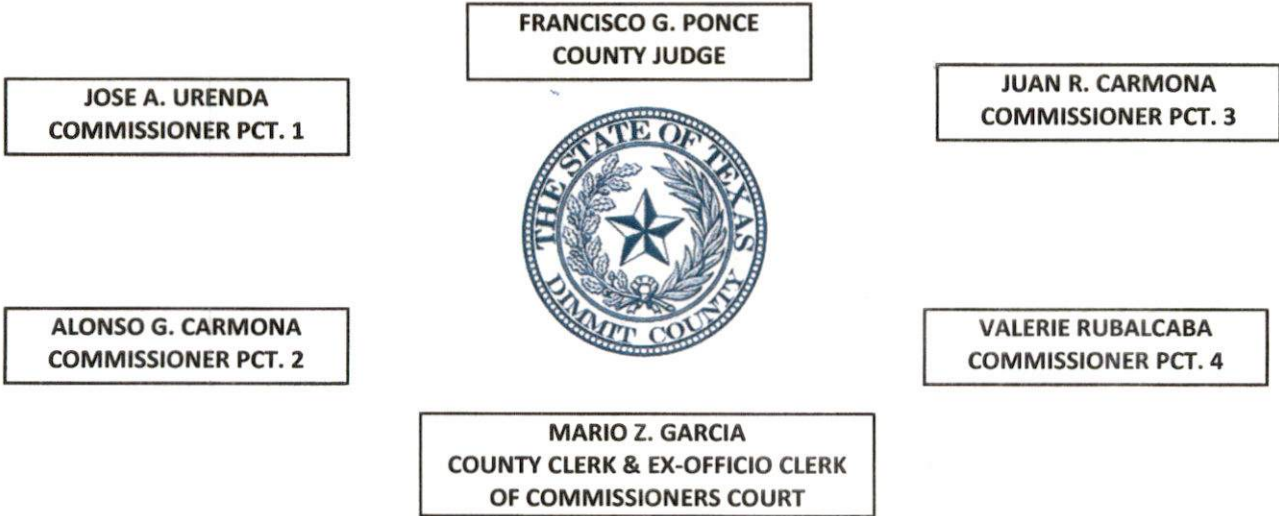 FRANCISCO G. PONCE
COUNTY JUDGE
JOSE A. URENDA
COMMISSIONER PCT. 1
JUAN R. CARMONA
COMMISSIONER PCT. 3
THE STATE OF TEXAS
DIMMIT COUNTY
ALONSO G. CARMONA
COMMISSIONER PCT. 2
VALERIE RUBALCABA
COMMISSIONER PCT. 4
MARIO Z. GARCIA
COUNTY CLERK & EX-OFFICIO CLERK
OF COMMISSIONERS COURT